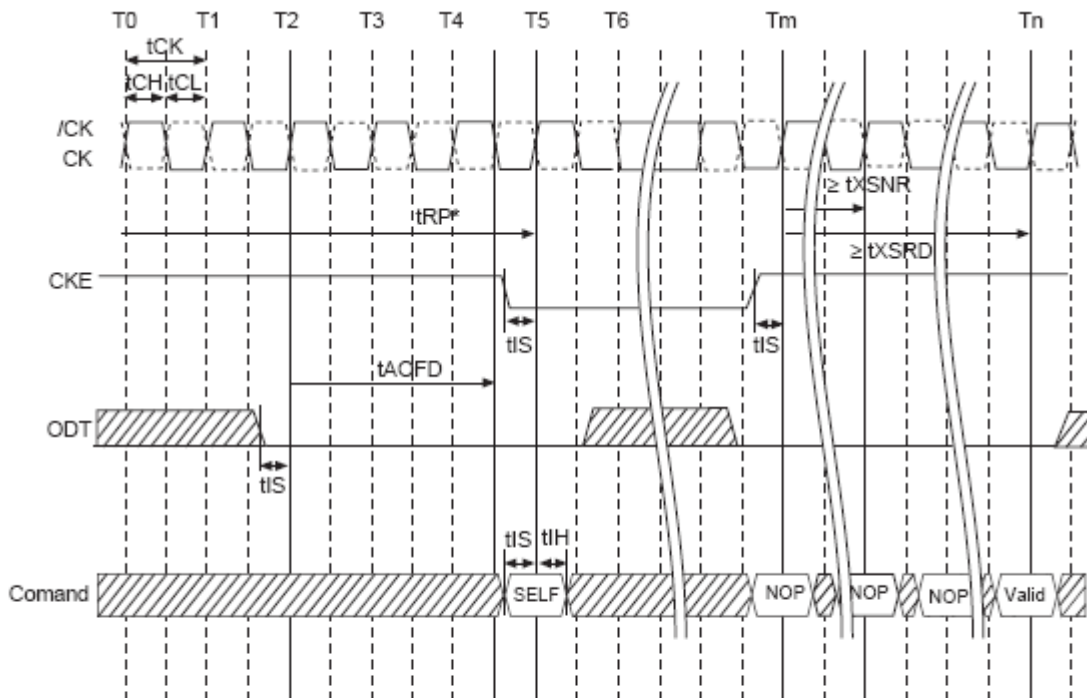 T0 T1 T2 T3 T4 T5 T6 Tm Tn
tCK
tCH tCL
/CK
CK
≥ tXSNR
tRP*
≥ tXSRD
CKE
tIS
tIS
tAOFD
ODT
tIS
tIS tIH
Comand
SELF
NOP
NOP
NOP
Valid